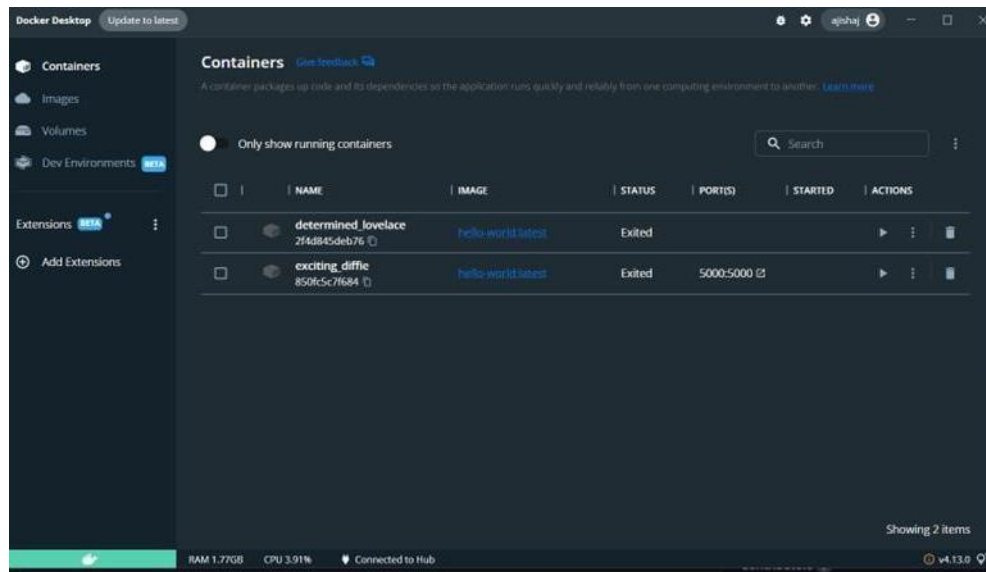 Docker Desktop Update to latest ajishaj
Containers
Images
Volumes
Dev Environments BETA
Extensions BETA
Add Extensions
Containers Give feedback
A container packages up code and its dependencies so the application runs quickly and reliably from one computing environment to another. Learn more
Only show running containers
Search
NAME IMAGE STATUS PORT(S) STARTED ACTIONS
determined_lovelace hello-world:latest Exited
2f4d845deb76
exciting_diffie hello-world:latest Exited 5000:5000
850fc5c7f684
Showing 2 items
RAM 1.77GB CPU 3.91% Connected to Hub v4.13.0